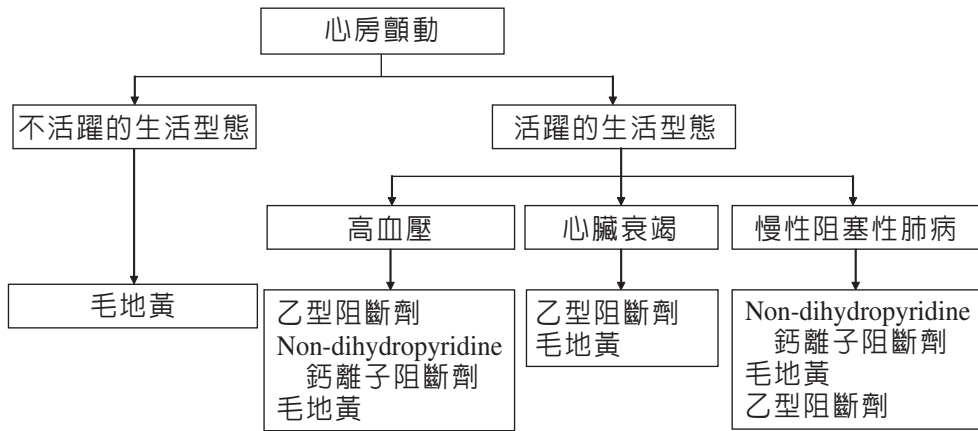 心房顫動
不活躍的生活型態
活躍的生活型態
高血壓
心臟衰竭
慢性阻塞性肺病
毛地黃
乙型阻斷劑
Non-dihydropyridine
鈣離子阻斷劑
毛地黃
乙型阻斷劑
毛地黃
Non-dihydropyridine
鈣離子阻斷劑
毛地黃
乙型阻斷劑